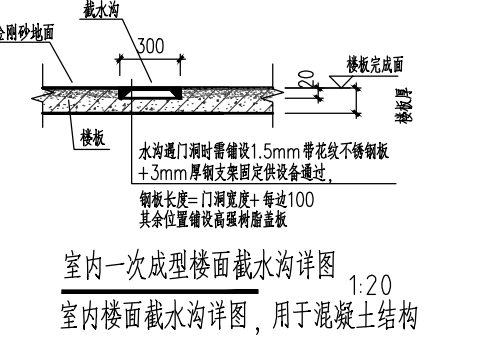 截水沟
金刚砂地面
300
20
楼板完成面
楼板厚
楼板
水沟遇门洞时需铺设1.5mm带花纹不锈钢板
+3mm厚钢支架固定供设备通过,
钢板长度=门洞宽度+每边100
其余位置铺设高强树脂盖板
室内一次成型楼面截水沟详图
1:20
室内楼面截水沟详图,用于混凝土结构